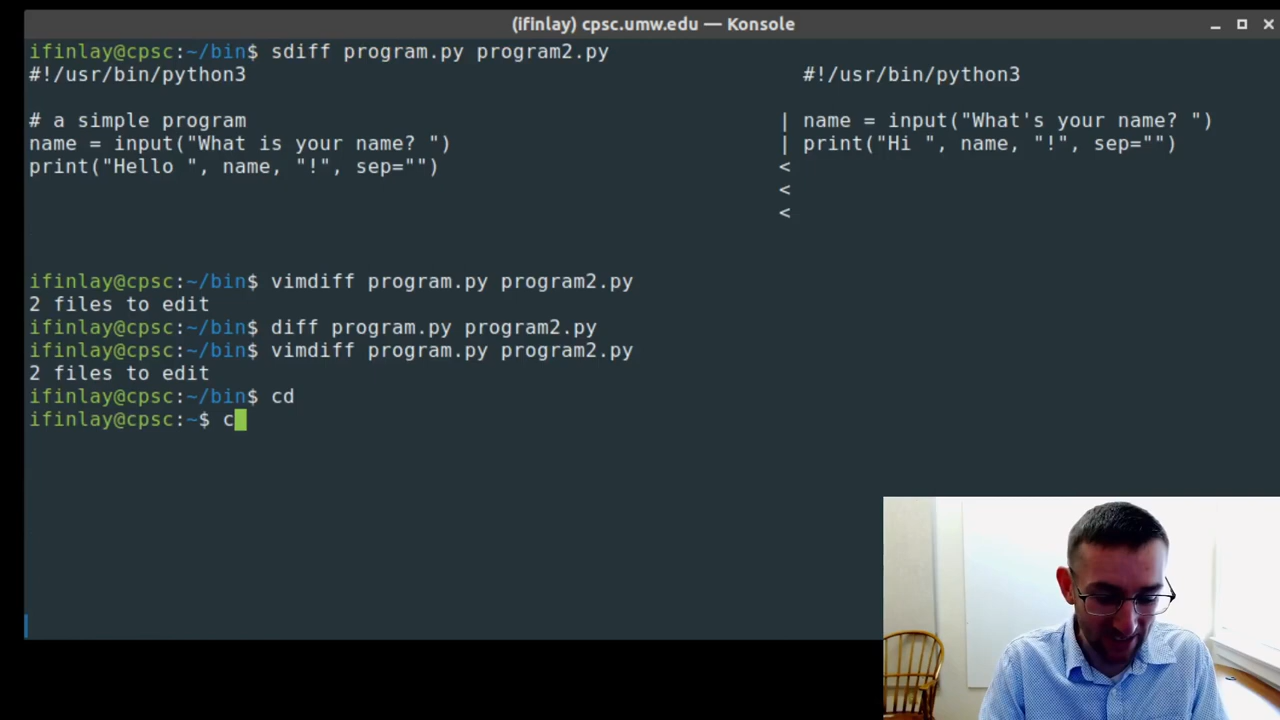 (ifinlay) cpsc.umw.edu — Konsole
ifinlay@cpsc:~/bin$ sdiff program.py program2.py
#!/usr/bin/python3 #!/usr/bin/python3
# a simple program | name = input("What's your name? ")
name = input("What is your name? ") | print("Hi ", name, "!", sep="")
print("Hello ", name, "!", sep="") <
<
<
ifinlay@cpsc:~/bin$ vimdiff program.py program2.py
2 files to edit
ifinlay@cpsc:~/bin$ diff program.py program2.py
ifinlay@cpsc:~/bin$ vimdiff program.py program2.py
2 files to edit
ifinlay@cpsc:~/bin$ cd
ifinlay@cpsc:~$ c